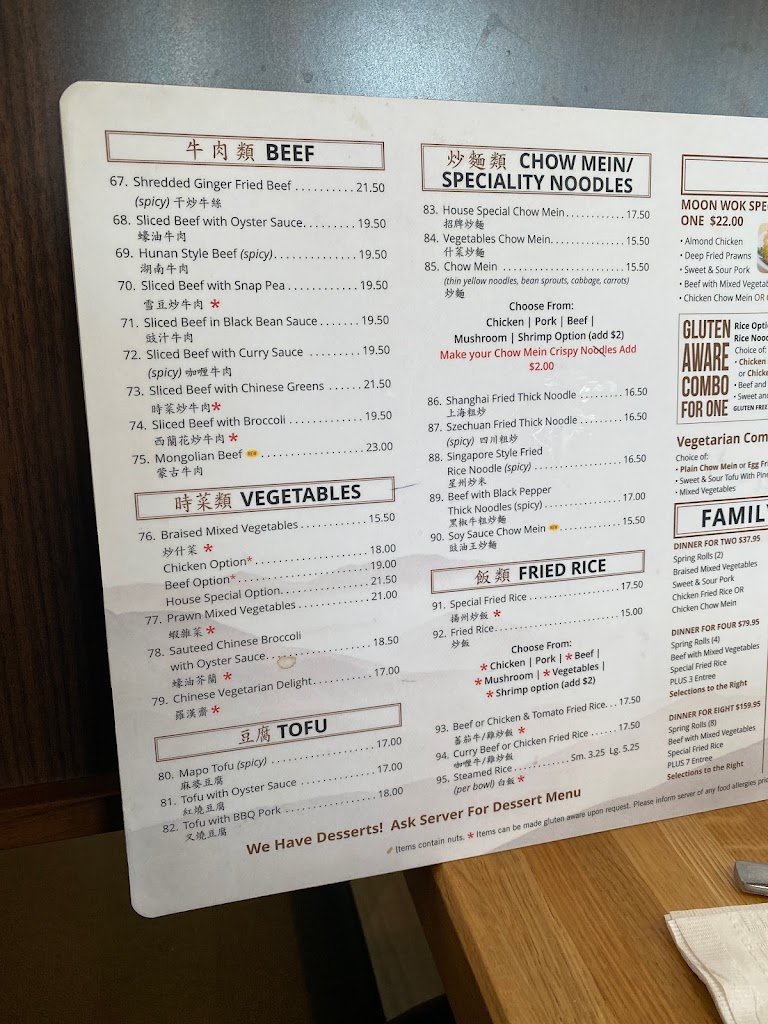 牛肉類 BEEF
67. Shredded Ginger Fried Beef .......... 21.50
(spicy) 干炒牛絲
68. Sliced Beef with Oyster Sauce.......... 19.50
蠔油牛肉
69. Hunan Style Beef (spicy).......... 19.50
湖南牛肉
70. Sliced Beef with Snap Pea .......... 19.50
雪豆炒牛肉 *
71. Sliced Beef in Black Bean Sauce .......... 19.50
豉汁牛肉
72. Sliced Beef with Curry Sauce .......... 19.50
(spicy) 咖喱牛肉
73. Sliced Beef with Chinese Greens .......... 21.50
時菜炒牛肉*
74. Sliced Beef with Broccoli .......... 19.50
西蘭花炒牛肉 *
75. Mongolian Beef .......... 23.00
蒙古牛肉
時菜類 VEGETABLES
76. Braised Mixed Vegetables .......... 15.50
炒什菜 *
Chicken Option* .......... 18.00
Beef Option* .......... 19.00
House Special Option.......... 21.50
77. Prawn Mixed Vegetables .......... 21.00
蝦雜菜 *
78. Sauteed Chinese Broccoli
with Oyster Sauce.......... 18.50
蠔油芥蘭 *
79. Chinese Vegetarian Delight.......... 17.00
羅漢齋 *
豆腐 TOFU
80. Mapo Tofu (spicy) .......... 17.00
麻婆豆腐
81. Tofu with Oyster Sauce .......... 17.00
紅燒豆腐
82. Tofu with BBQ Pork .......... 18.00
叉燒豆腐
炒麵類 CHOW MEIN/
SPECIALITY NOODLES
83. House Special Chow Mein.......... 17.50
招牌炒麵
84. Vegetables Chow Mein.......... 15.50
什菜炒麵
85. Chow Mein .......... 15.50
(thin yellow noodles, bean sprouts, cabbage, carrots)
炒麵
Choose From:
Chicken | Pork | Beef |
Mushroom | Shrimp Option (add $2)
Make your Chow Mein Crispy Noodles Add
$2.00
86. Shanghai Fried Thick Noodle .......... 16.50
上海粗炒
87. Szechuan Fried Thick Noodle .......... 16.50
(spicy) 四川粗炒
88. Singapore Style Fried
Rice Noodle (spicy) .......... 16.50
星州炒米
89. Beef with Black Pepper
Thick Noodles (spicy) .......... 17.00
黑椒牛粗炒麵
90. Soy Sauce Chow Mein .......... 15.50
豉油王炒麵
飯類 FRIED RICE
91. Special Fried Rice .......... 17.50
揚州炒飯 *
92. Fried Rice.......... 15.00
炒飯
Choose From:
* Chicken | Pork | * Beef |
* Mushroom | * Vegetables |
* Shrimp option (add $2)
93. Beef or Chicken & Tomato Fried Rice... 17.50
蕃茄牛/雞炒飯 *
94. Curry Beef or Chicken Fried Rice ...... 17.50
咖喱牛/雞炒飯
95. Steamed Rice .......... Sm. 3.25 Lg. 5.25
(per bowl) 白飯 *
We Have Desserts! Ask Server For Dessert Menu
Items contain nuts. * Items can be made gluten aware upon request. Please inform server of any food allergies
MOON WOK
ONE $22.00
• Almond Chicken
• Deep Fried Prawns
• Sweet & Sour Pork
• Beef with Mixed
• Chicken Chow Mein OR
GLUTEN
AWARE
COMBO
FOR ONE
Rice
Rice
Choice of:
• Chicken
or
• Beef and
• Sweet and
GLUTEN FREE
Vegetarian
Choice of:
• Plain Chow Mein or Egg
• Sweet & Sour Tofu With
• Mixed Vegetables
DINNER FOR TWO $37.95
Spring Rolls (2)
Braised Mixed Vegetables
Sweet & Sour Pork
Chicken Fried Rice OR
Chicken Chow Mein
DINNER FOR FOUR $79.95
Spring Rolls (4)
Beef with Mixed Vegetables
Special Fried Rice
PLUS 3 Entree
Selections to the Right
DINNER FOR EIGHT $159.95
Spring Rolls (8)
Beef with Mixed Vegetables
Special Fried Rice
PLUS 7 Entree
Selections to the Right